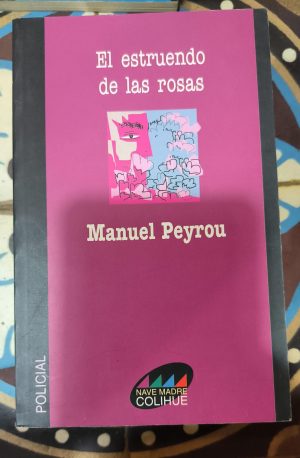 El estruendo
de las rosas
Manuel Peyrou
POLICIAL
NAVE MADRE
COLIHUE